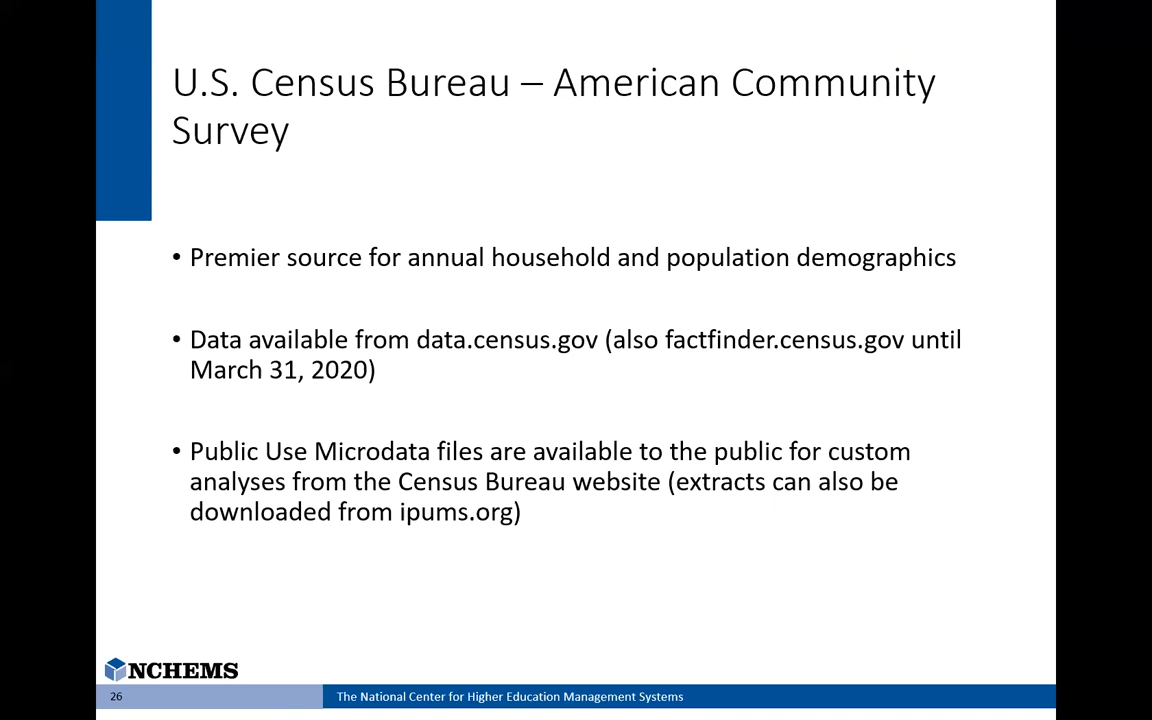 U.S. Census Bureau – American Community
Survey
• Premier source for annual household and population demographics
• Data available from data.census.gov (also factfinder.census.gov until
March 31, 2020)
• Public Use Microdata files are available to the public for custom
analyses from the Census Bureau website (extracts can also be
downloaded from ipums.org)
NCHEMS
26
The National Center for Higher Education Management Systems